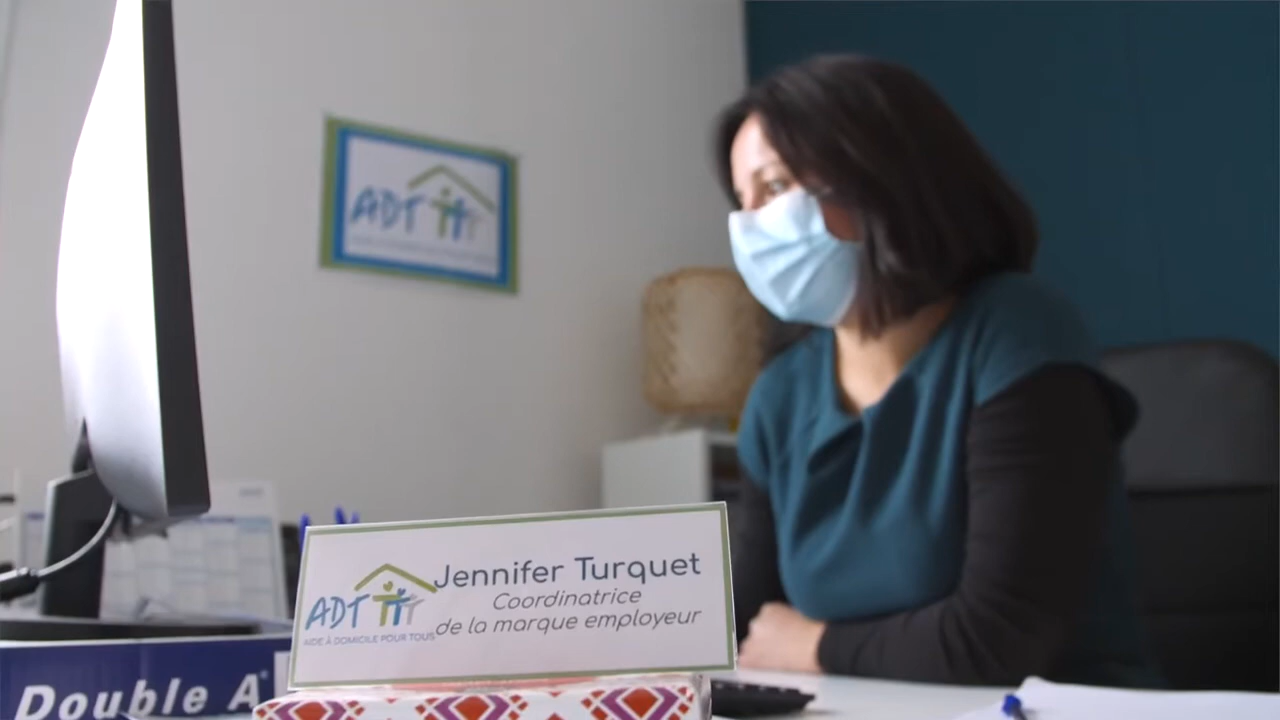 ADT
Jennifer Turquet
Coordinatrice
de la marque employeur
ADT
AIDE À DOMICILE POUR TOUS
Double A